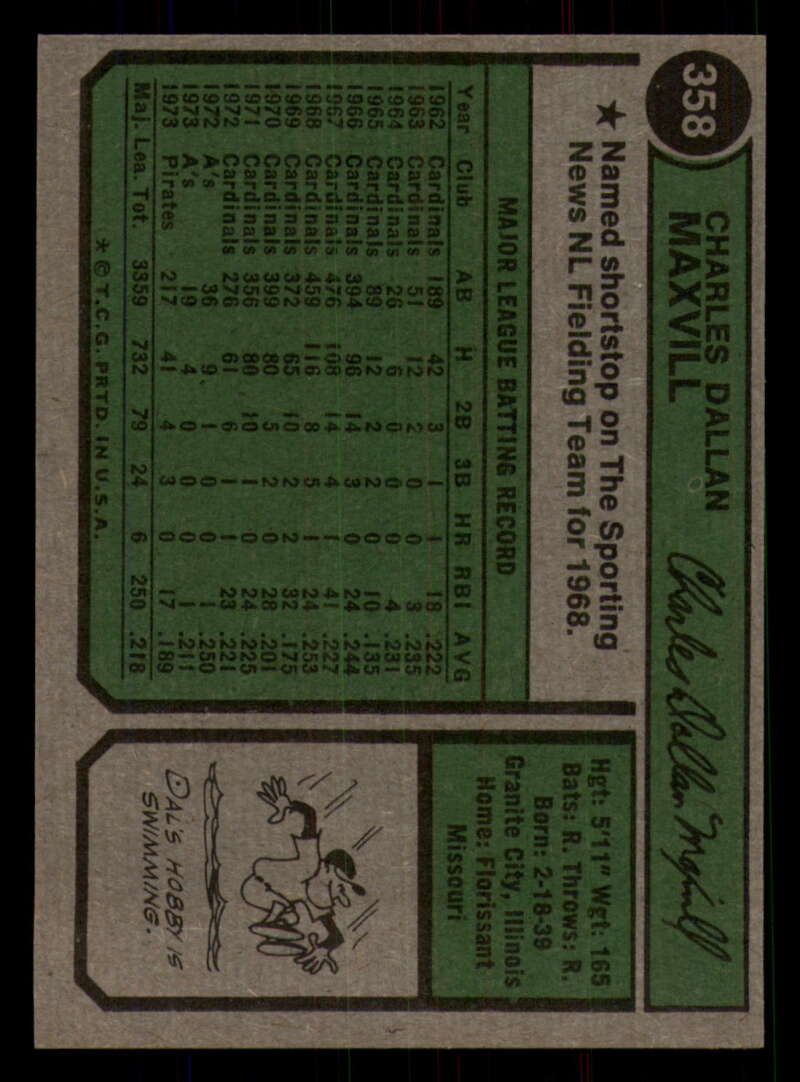 358
CHARLES DALLAN
MAXVILL
Charles Dallan Maxvill
★ Named shortstop on The Sporting
News NL Fielding Team for 1968.
MAJOR LEAGUE BATTING RECORD
Year Club AB H 2B 3B HR RBI AVG
1962 Cardinals 189 42 3 1 1 18 .222
1963 Cardinals 51 12 2 0 0 3 .235
1964 Cardinals 26 6 0 0 0 4 .231
1965 Cardinals 89 12 2 2 0 10 .135
1966 Cardinals 394 96 14 3 0 24 .244
1967 Cardinals 476 108 14 4 1 41 .227
1968 Cardinals 459 116 8 5 1 24 .253
1969 Cardinals 372 65 10 2 2 32 .175
1970 Cardinals 399 80 5 2 0 28 .201
1971 Cardinals 356 80 10 1 0 24 .225
1972 Cardinals 276 61 6 1 1 23 .221
1972 A's 36 9 1 0 0 1 .250
1973 A's 19 4 0 0 0 1 .211
1973 Pirates 217 41 4 3 0 17 .189
Maj. Lea. Tot. 3359 732 79 24 6 250 .218
* © T.C.G. PRTD. IN U.S.A.
Hgt: 5'11" Wgt: 165
Bats: R. Throws: R.
Born: 2-18-39
Granite City, Illinois
Home: Florissant
Missouri
DAL'S HOBBY IS
SWIMMING.